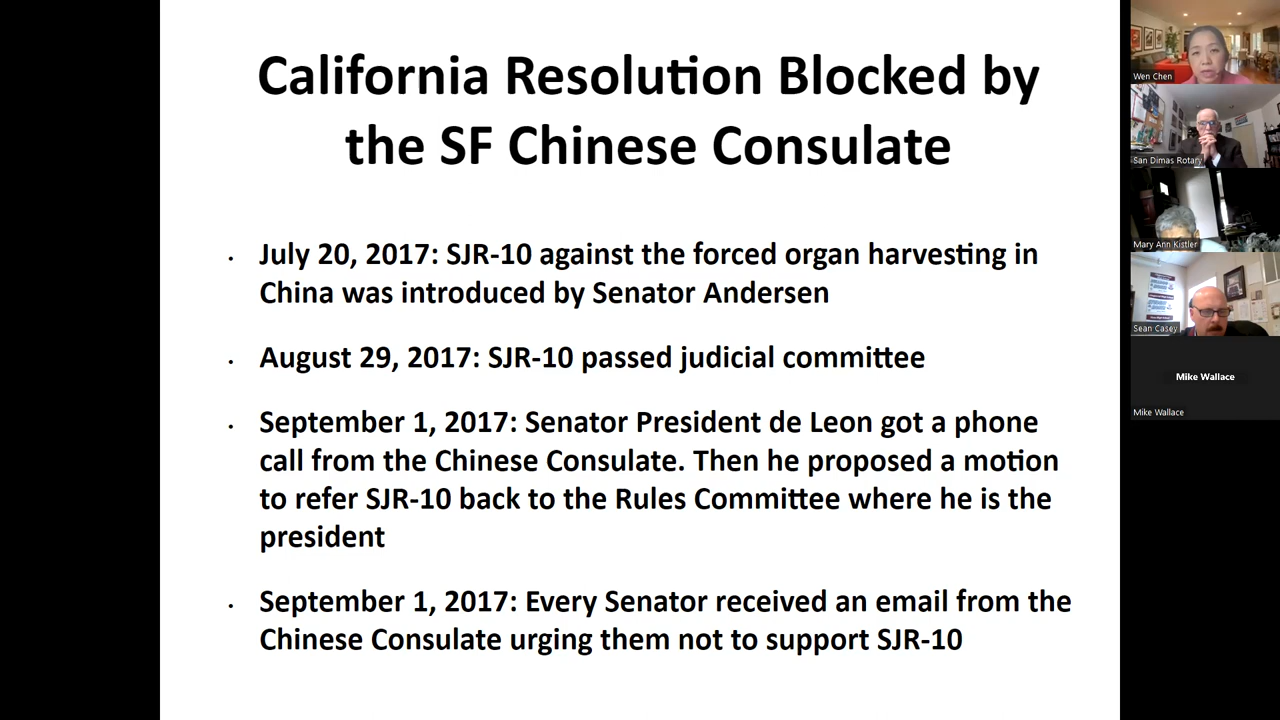 California Resolution Blocked by
the SF Chinese Consulate
• July 20, 2017: SJR-10 against the forced organ harvesting in
China was introduced by Senator Andersen
• August 29, 2017: SJR-10 passed judicial committee
• September 1, 2017: Senator President de Leon got a phone
call from the Chinese Consulate. Then he proposed a motion
to refer SJR-10 back to the Rules Committee where he is the
president
• September 1, 2017: Every Senator received an email from the
Chinese Consulate urging them not to support SJR-10
Wen Chen
San Dimas Rotary
Mary Ann Kistler
Sean Casey
Mike Wallace
Mike Wallace